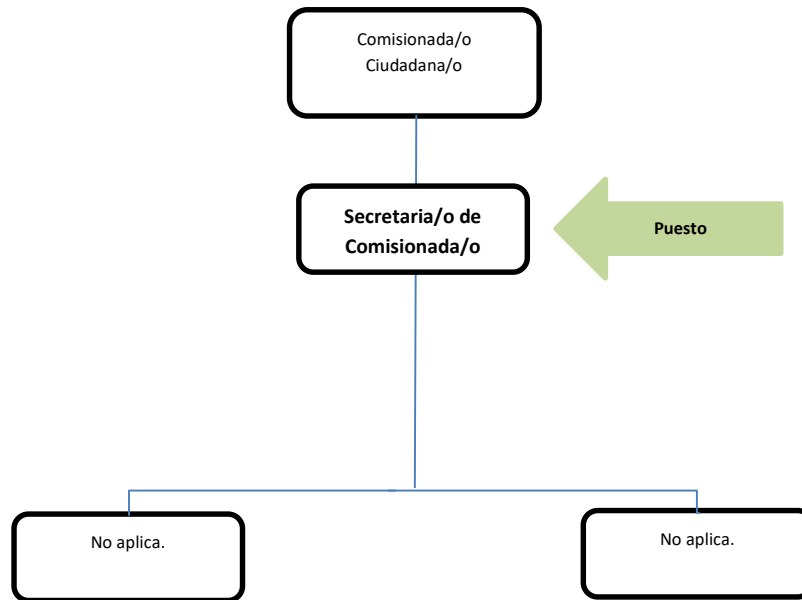 Comisionada/o
Ciudadana/o
Secretaria/o de
Comisionada/o
Puesto
No aplica.
No aplica.